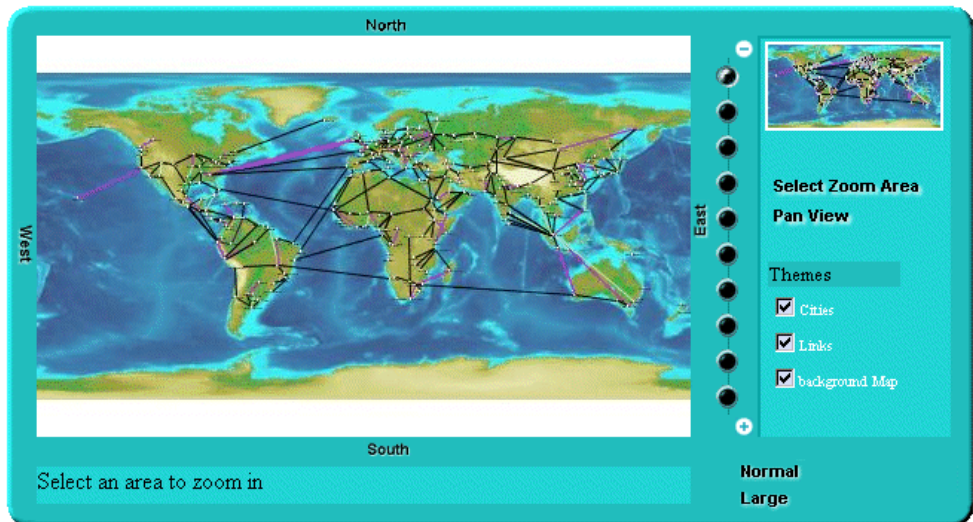 North
West
East
Select Zoom Area
Pan View
Themes
Cities
Links
background Map
South
Select an area to zoom in
Normal
Large